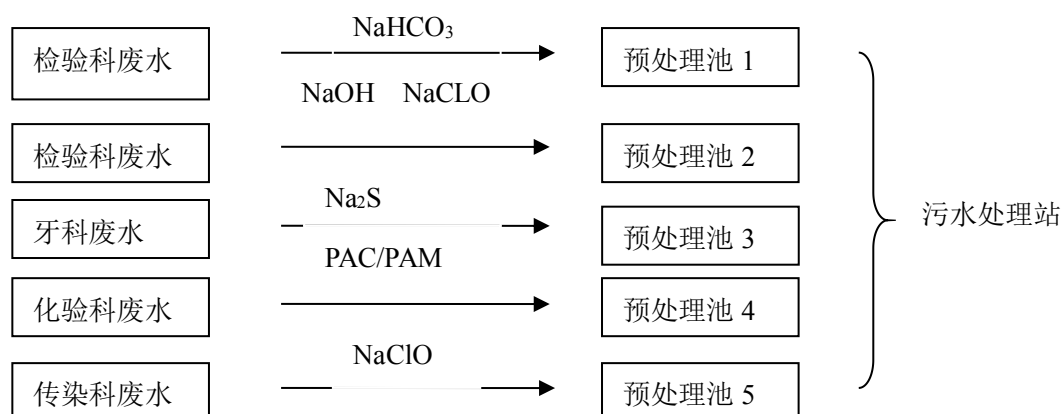 NaHCO₃
检验科废水
预处理池 1
NaOH NaCLO
检验科废水
预处理池 2
Na₂S
牙科废水
预处理池 3
污水处理站
PAC/PAM
化验科废水
预处理池 4
NaClO
传染科废水
预处理池 5